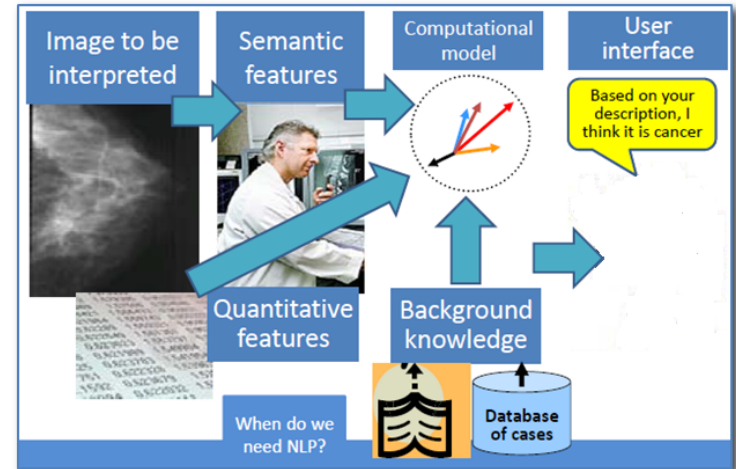 Image to be
interpreted
Semantic
features
Computational
model
User
interface
Based on your
description, I
think it is cancer
Quantitative
features
Background
knowledge
When do we
need NLP?
Database
of cases